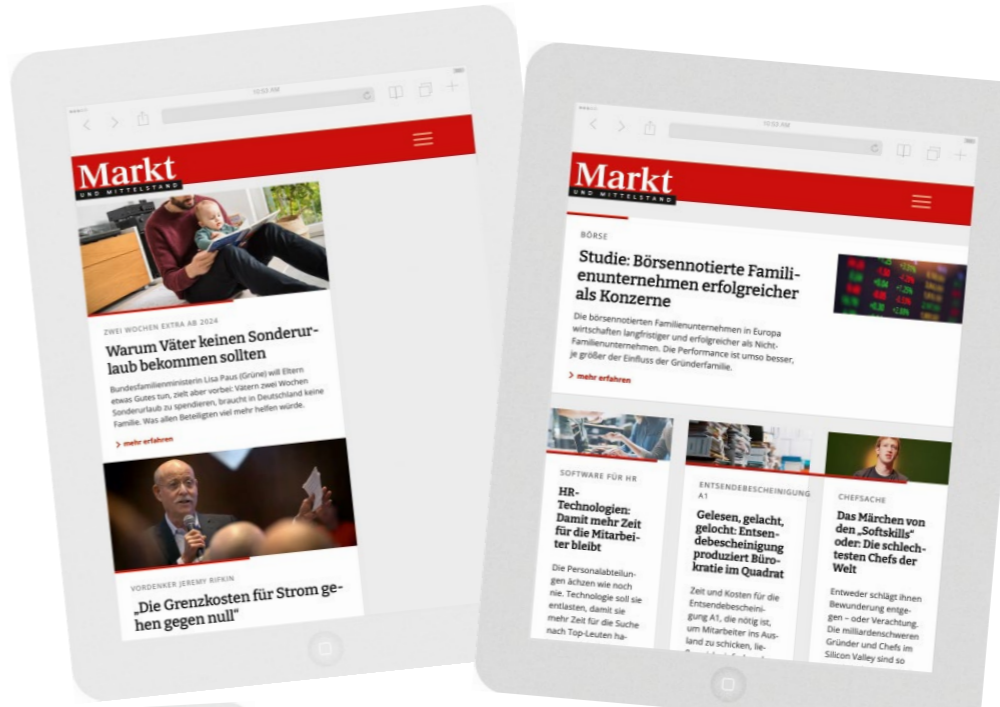 10:53 AM
Markt
UND MITTELSTAND
ZWEI WOCHEN EXTRA AB 2024
Warum Väter keinen Sonderur-
laub bekommen sollten
Bundesfamilienministerin Lisa Paus (Grüne) will Eltern
etwas Gutes tun, zielt aber vorbei: Vätern zwei Wochen
Sonderurlaub zu spendieren, braucht in Deutschland keine
Familie. Was allen Beteiligten viel mehr helfen würde.
> mehr erfahren
VORDENKER JEREMY RIFKIN
„Die Grenzkosten für Strom ge-
hen gegen null“
10:53 AM
Markt
UND MITTELSTAND
BÖRSE
Studie: Börsennotierte Famili-
enunternehmen erfolgreicher
als Konzerne
Die börsennotierten Familienunternehmen in Europa
wirtschaften langfristiger und erfolgreicher als Nicht-
Familienunternehmen. Die Performance ist umso besser,
je größer der Einfluss der Gründerfamilie.
> mehr erfahren
SOFTWARE FÜR HR
HR-
Technologien:
Damit mehr Zeit
für die Mitarbei-
ter bleibt
Die Personalabteilun-
gen ächzen wie noch
nie. Technologie soll sie
entlasten, damit sie
mehr Zeit für die Suche
nach Top-Leuten ha-
ENTSENDEBESCHEINIGUNG
A1
Gelesen, gelacht,
gelocht: Entsen-
debescheinigung
produziert Büro-
kratie im Quadrat
Zeit und Kosten für die
Entsendebescheini-
gung A1, die nötig ist,
um Mitarbeiter ins Aus-
land zu schicken, lie-
CHEFSACHE
Das Märchen von
den „Softskills“
oder: Die schlech-
testen Chefs der
Welt
Entweder schlägt ihnen
Bewunderung entge-
gen – oder Verachtung.
Die milliardenschweren
Gründer und Chefs im
Silicon Valley sind so